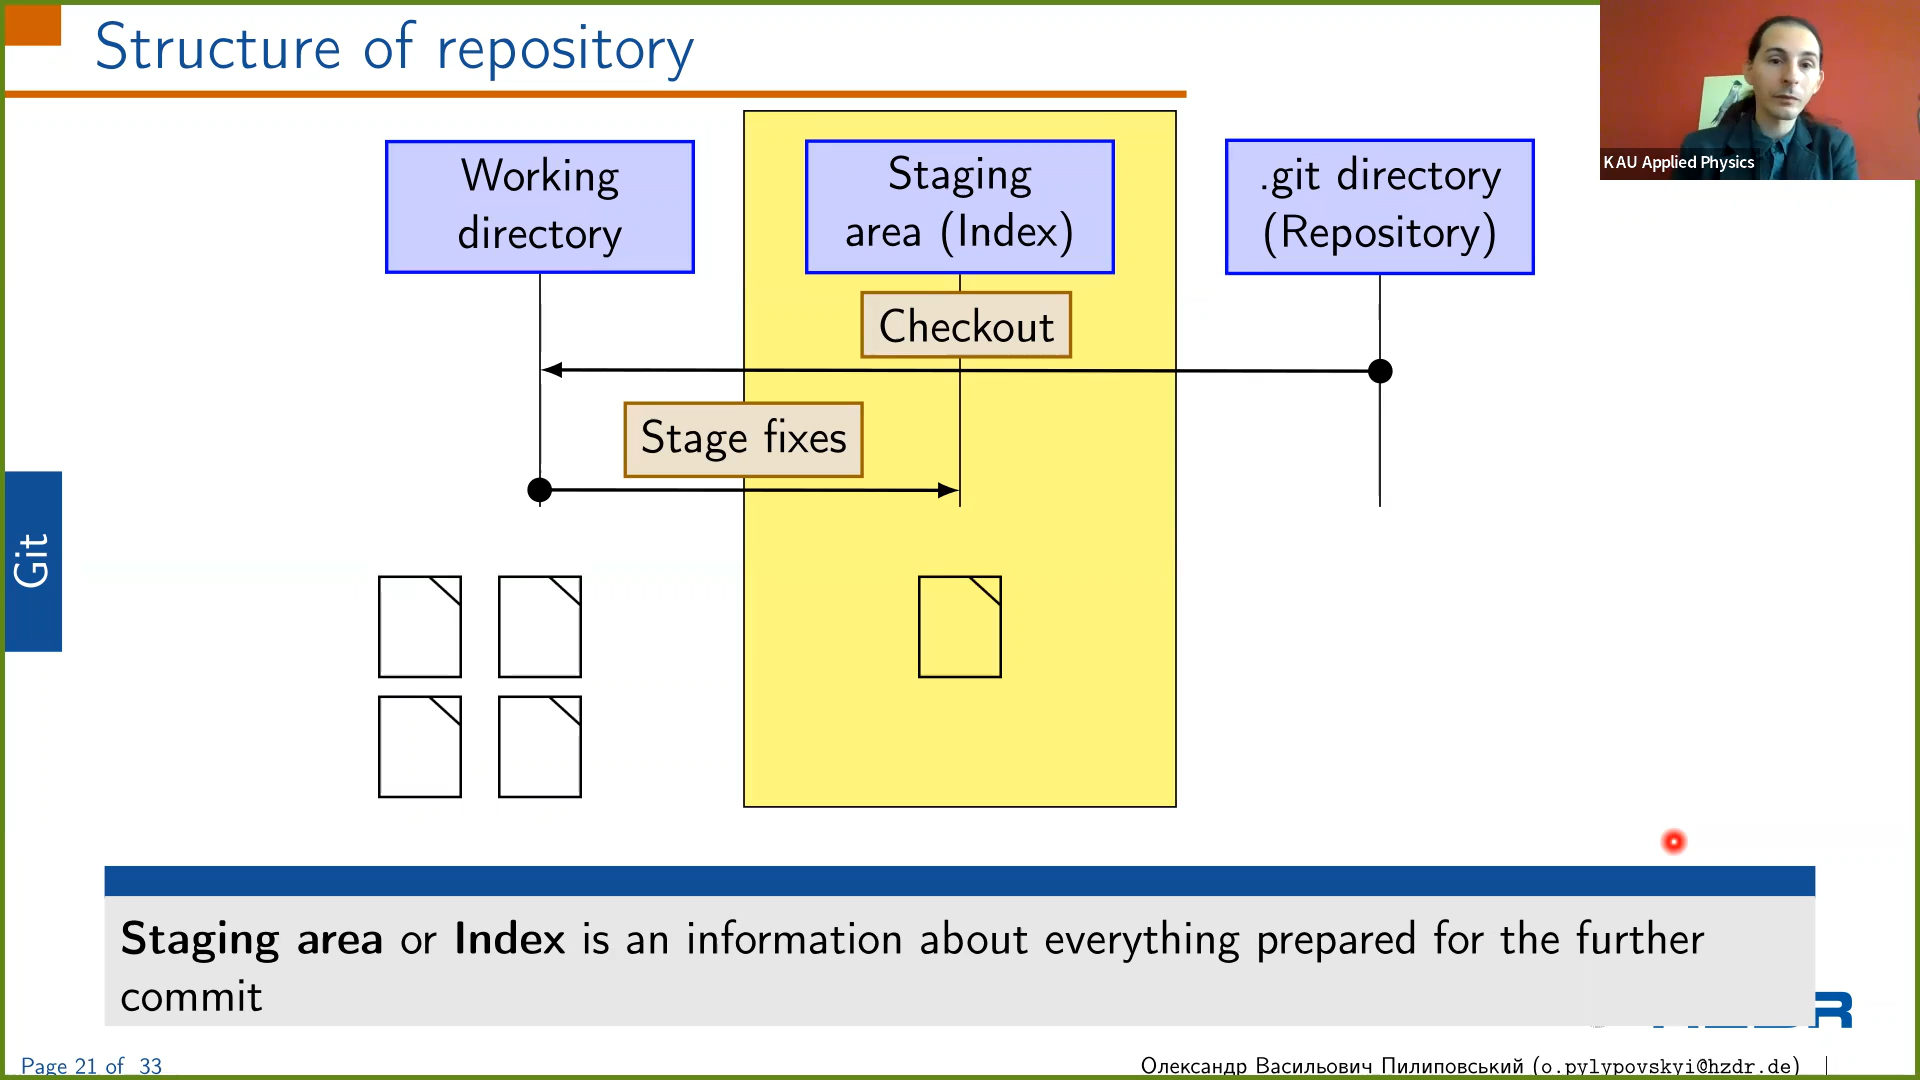 Structure of repository
KAU Applied Physics
Working
directory
Staging
area (Index)
.git directory
(Repository)
Checkout
Stage fixes
Git
Staging area or Index is an information about everything prepared for the further
commit
Page 21 of 33
Олександр Васильович Пилиповський (o.pylypovskyi@hzdr.de)